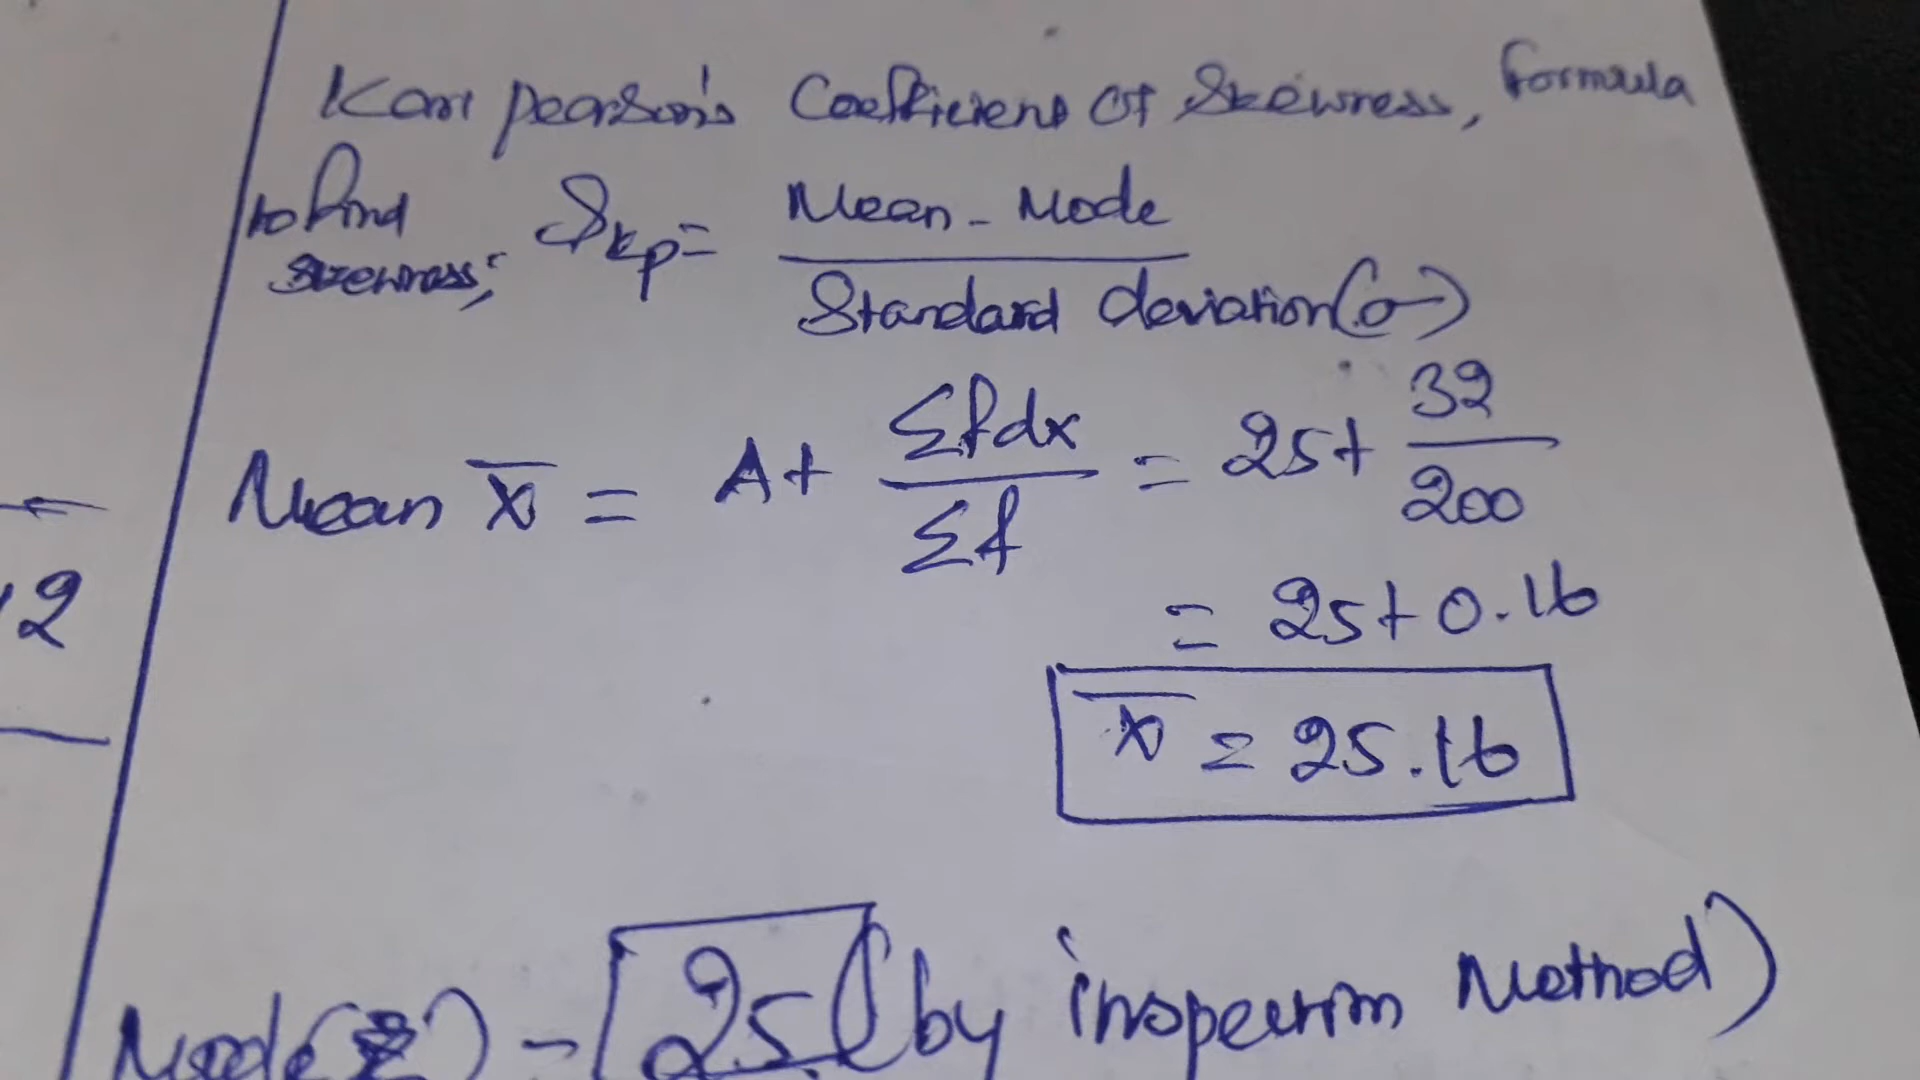 Karl pearson's Coefficient of Skewness, Formula
to find skewness; Skp = Mean - Mode / Standard deviation (σ)
Mean x̄ = A + Σfdx / Σf = 25 + 32 / 200
= 25 + 0.16
x̄ = 25.16
Mode (Z) = 25 (by inspection Method)
2